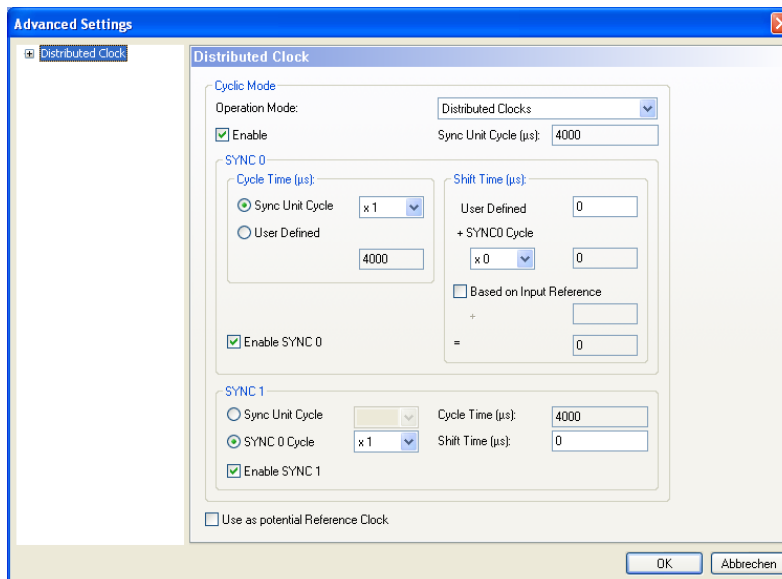 Advanced Settings
Distributed Clock
Distributed Clock
Cyclic Mode
Operation Mode: Distributed Clocks
Enable Sync Unit Cycle (µs): 4000
SYNC 0
Cycle Time (µs):
Sync Unit Cycle x 1
User Defined
4000
Shift Time (µs):
User Defined 0
+ SYNC0 Cycle
x 0 0
Based on Input Reference
+
= 0
Enable SYNC 0
SYNC 1
Sync Unit Cycle Cycle Time (µs): 4000
SYNC 0 Cycle x 1 Shift Time (µs): 0
Enable SYNC 1
Use as potential Reference Clock
OK Abbrechen